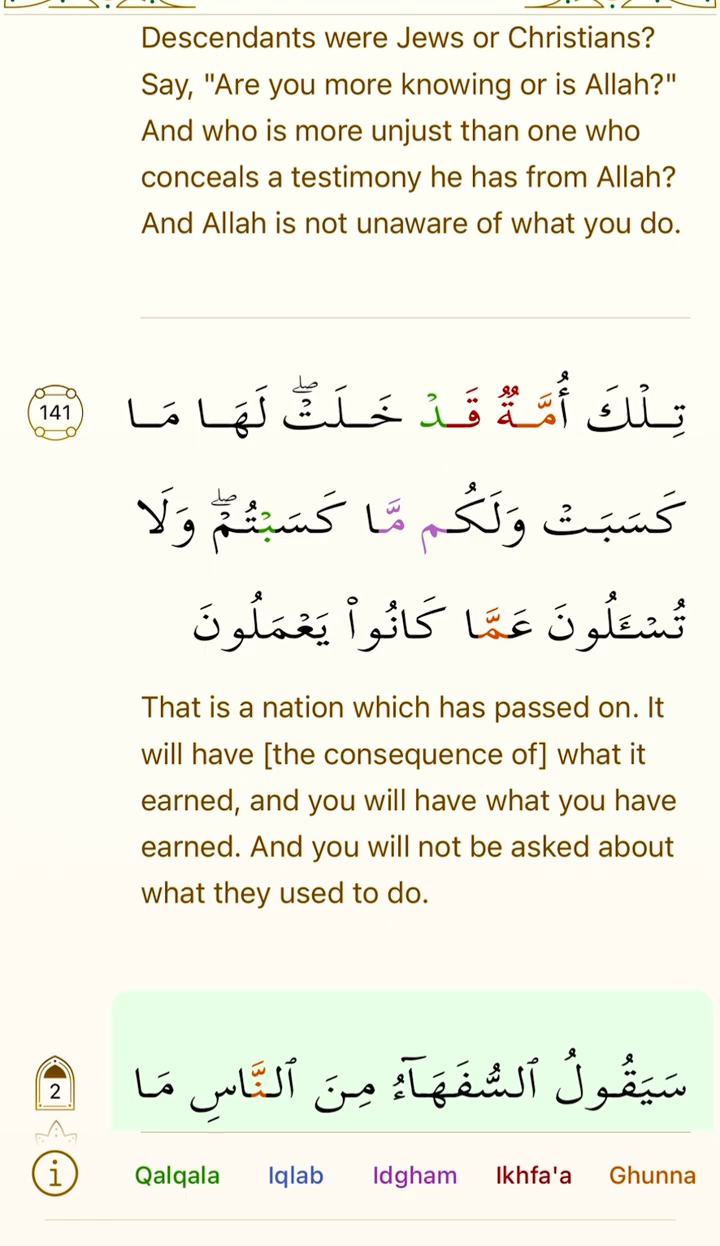 Descendants were Jews or Christians?
Say, "Are you more knowing or is Allah?"
And who is more unjust than one who
conceals a testimony he has from Allah?
And Allah is not unaware of what you do.
141
تِلْكَ أُمَّةٌ قَدْ خَلَتْ ۖ لَهَا مَا
كَسَبَتْ وَلَكُم مَّا كَسَبْتُمْ ۖ وَلَا
تُسْـَٔلُونَ عَمَّا كَانُوا۟ يَعْمَلُونَ
That is a nation which has passed on. It
will have [the consequence of] what it
earned, and you will have what you have
earned. And you will not be asked about
what they used to do.
2
سَيَقُولُ ٱلسُّفَهَآءُ مِنَ ٱلنَّاسِ مَا
i Qalqala Iqlab Idgham Ikhfa'a Ghunna